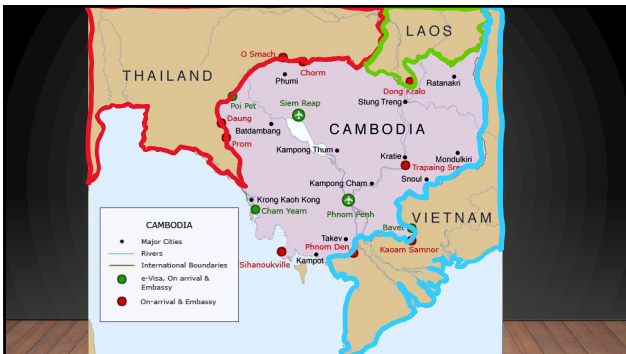 LAOS
THAILAND
O Smach
Chorm
Phumi
Dong Kralo
Ratanakri
Stung Treng
Poi Pet
Siem Reap
Daung
Batdambang
CAMBODIA
Prom
Kampong Thum
Kratie
Mondulkiri
Trapaing Sre
Snoul
Kampong Cham
Krong Kaoh Kong
Cham Yeam
Phnom Penh
VIETNAM
Bavet
Takev
Phnom Den
Kaoam Samnor
Sihanoukville
Kampot
CAMBODIA
Major Cities
Rivers
International Boundaries
e-Visa, On arrival &
Embassy
On-arrival & Embassy